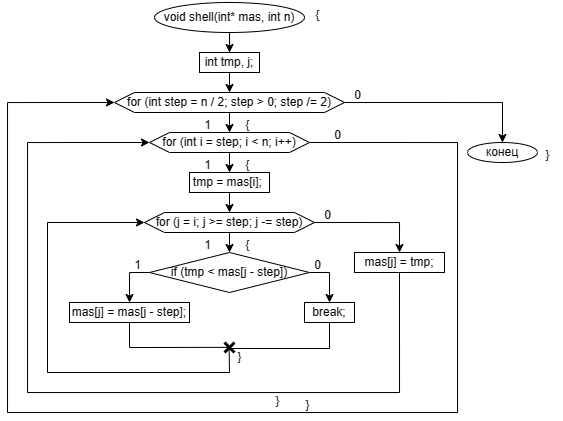 void shell(int* mas, int n) {
int tmp, j;
for (int step = n / 2; step > 0; step /= 2) 0
1 {
for (int i = step; i < n; i++) 0
конец }
1 {
tmp = mas[i];
for (j = i; j >= step; j -= step) 0
1 {
mas[j] = tmp;
1 if (tmp < mas[j - step]) 0
mas[j] = mas[j - step]; break;
}
} }